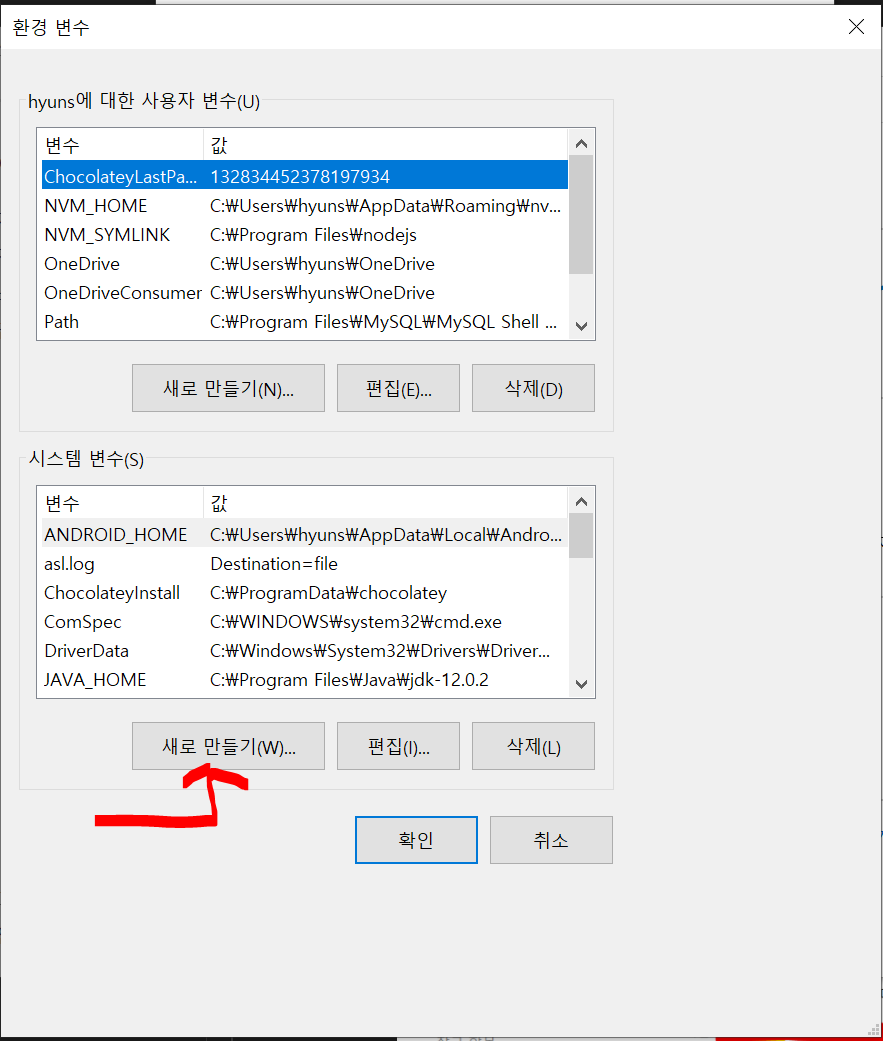 환경 변수
hyuns에 대한 사용자 변수(U)
변수 값
ChocolateyLastPa... 132834452378197934
NVM_HOME C:₩Users₩hyuns₩AppData₩Roaming₩nv...
NVM_SYMLINK C:₩Program Files₩nodejs
OneDrive C:₩Users₩hyuns₩OneDrive
OneDriveConsumer C:₩Users₩hyuns₩OneDrive
Path C:₩Program Files₩MySQL₩MySQL Shell ...
새로 만들기(N)... 편집(E)... 삭제(D)
시스템 변수(S)
변수 값
ANDROID_HOME C:₩Users₩hyuns₩AppData₩Local₩Andro...
asl.log Destination=file
ChocolateyInstall C:₩ProgramData₩chocolatey
ComSpec C:₩WINDOWS₩system32₩cmd.exe
DriverData C:₩Windows₩System32₩Drivers₩Driver...
JAVA_HOME C:₩Program Files₩Java₩jdk-12.0.2
새로 만들기(W)... 편집(I)... 삭제(L)
확인 취소